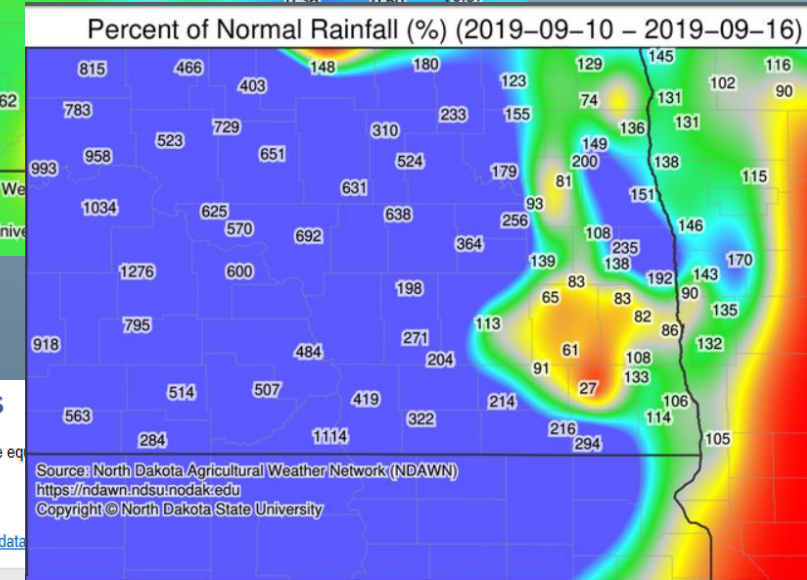 Percent of Normal Rainfall (%) (2019-09-10 - 2019-09-16)
815 466 403 148 180 123 129 145 102 116
783 729 233 155 74 131 90
62
523 310 136 131
993 958 651 524 179 149 200 138
We
1034 631 81 151 115
625 638 93
570 692 256 146
364 108 235
1276 600 139 138 143 170
198 83 192
65 83 90
795 113 82 135
918 484 271 204 86 132
61 108
514 507 91 133
563 419 214 27 106
284 1114 322 216 294 114 105
Source: North Dakota Agricultural Weather Network (NDAWN)
https://ndawn.ndsu.nodak.edu
Copyright © North Dakota State University
data